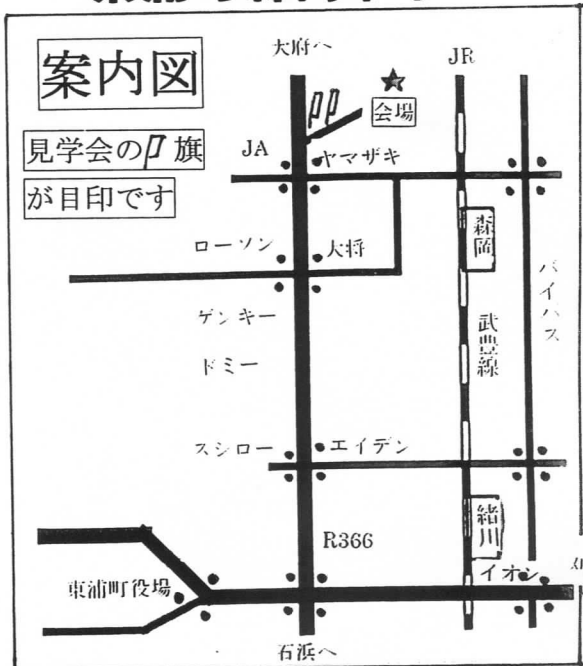 案内図
見学会の旗
が目印です
大府へ
JR
会場
JA
ヤマザキ
森岡
ローソン
大将
バイパス
ゲンキー
武豊線
ドミー
スシロー
エイデン
緒川
R366
イオン
東浦町役場
石浜へ